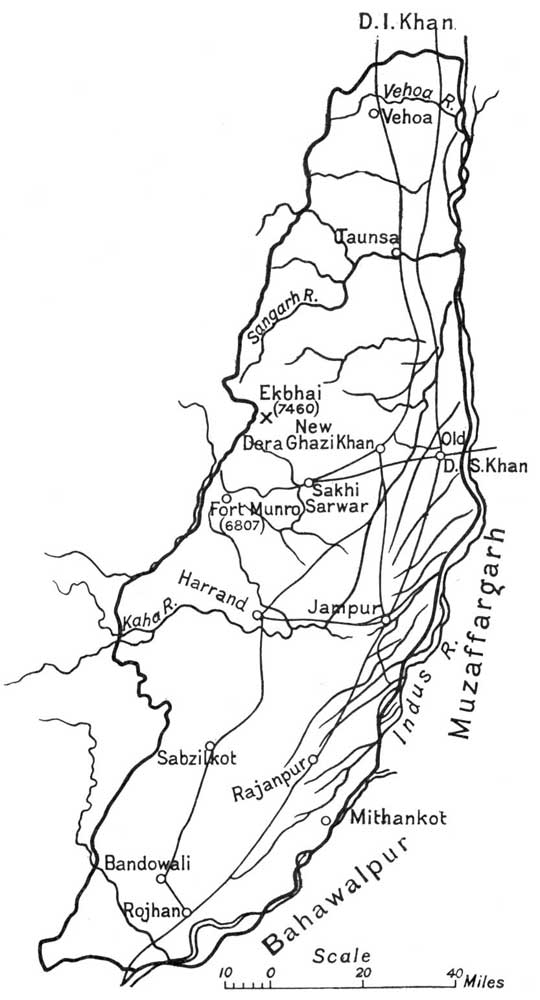 D.I.Khan
Vehoa R.
Vehoa
Taunsa
Sangarh R.
Ekbhai
(7460)
New
Dera Ghazi Khan
Old
D. S.Khan
Sakhi
Sarwar
Fort Munro
(6807)
Harrand
Jampur
Kaha R.
Muzaffargarh
Indus R.
Sabzilkot
Rajanpur
Mithankot
Bandowali
Bahawalpur
Rojhan
Scale
10 0 20 40 Miles